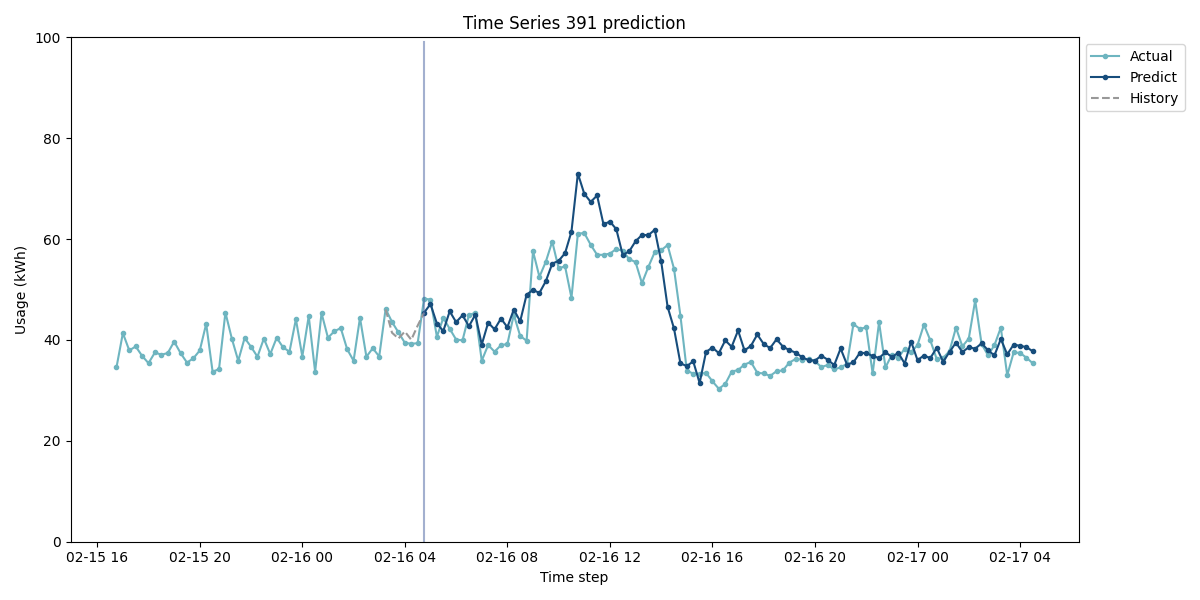 Time Series 391 prediction
Usage (kWh)
100
80
60
40
20
0
02-15 16 02-15 20 02-16 00 02-16 04 02-16 08 02-16 12 02-16 16 02-16 20 02-17 00 02-17 04
Time step
Actual
Predict
History